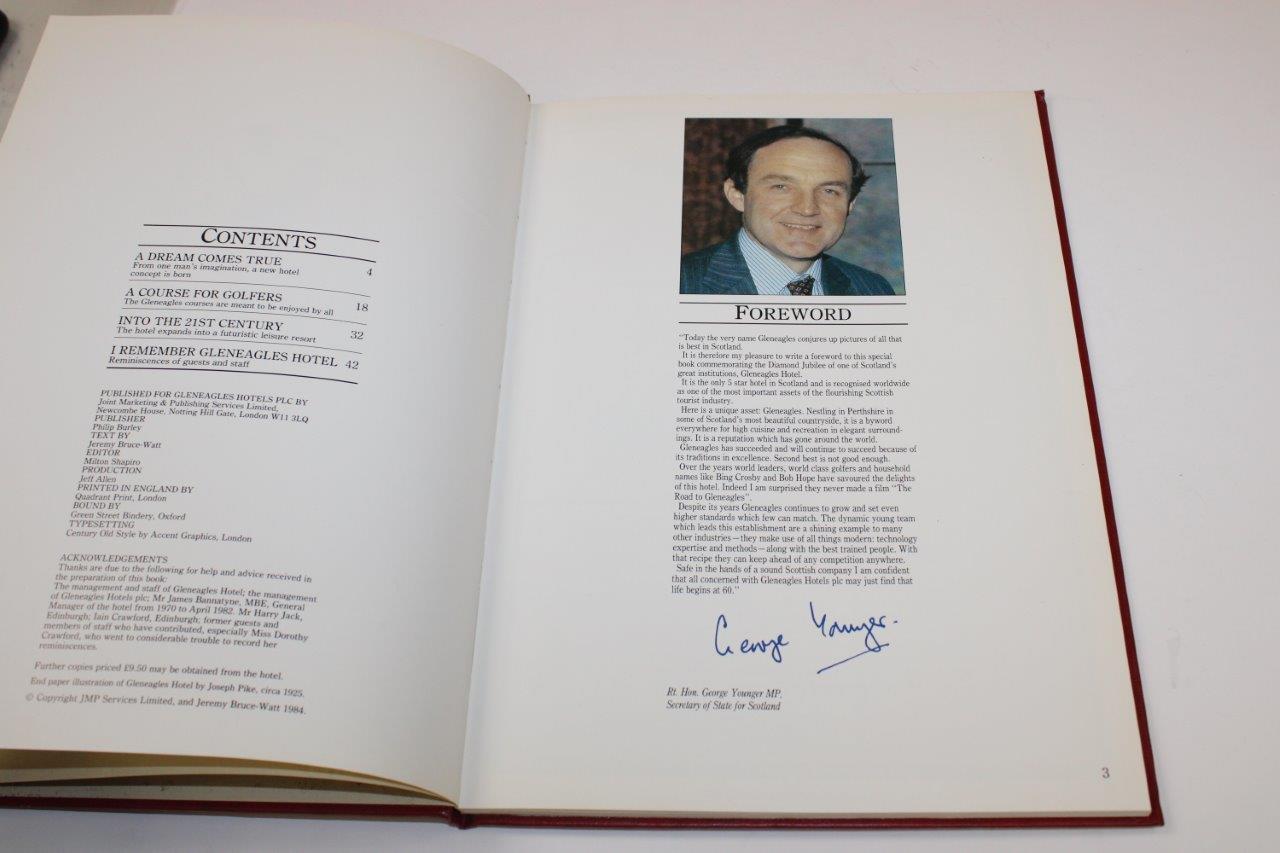 CONTENTS
A DREAM COMES TRUE
From one man's imagination, a new hotel
concept is born
4
A COURSE FOR GOLFERS
The Gleneagles courses are meant to be enjoyed by all
18
INTO THE 21ST CENTURY
The hotel expands into a futuristic leisure resort
32
I REMEMBER GLENEAGLES HOTEL 42
Reminiscences of guests and staff
PUBLISHED FOR GLENEAGLES HOTELS PLC BY
Joint Marketing & Publishing Services Limited,
Newcombe House, Notting Hill Gate, London W11 3LQ
PUBLISHER
Philip Burley
TEXT BY
Jeremy Bruce-Watt
EDITOR
Milton Shapiro
PRODUCTION
Jeff Allen
PRINTED IN ENGLAND BY
Quadrant Print, London
BOUND BY
Green Street Bindery, Oxford
TYPESETTING
Century Old Style by Accent Graphics, London
ACKNOWLEDGEMENTS
Thanks are due to the following for help and advice received in
the preparation of this book:
The management and staff of Gleneagles Hotel; the management
of Gleneagles Hotels plc; Mr James Bannatyne, MBE, General
Manager of the hotel from 1970 to April 1982. Mr Harry Jack,
Edinburgh; Iain Crawford, Edinburgh; former guests and
members of staff who have contributed, especially Miss Dorothy
Crawford, who went to considerable trouble to record her
reminiscences.
Further copies priced £9.50 may be obtained from the hotel.
End paper illustration of Gleneagles Hotel by Joseph Pike, circa 1925.
© Copyright JMP Services Limited, and Jeremy Bruce-Watt 1984.
FOREWORD
"Today the very name Gleneagles conjures up pictures of all that
is best in Scotland.
It is therefore my pleasure to write a foreword to this special
book commemorating the Diamond Jubilee of one of Scotland's
great institutions, Gleneagles Hotel.
It is the only 5 star hotel in Scotland and is recognised worldwide
as one of the most important assets of the flourishing Scottish
tourist industry.
Here is a unique asset: Gleneagles. Nestling in Perthshire in
some of Scotland's most beautiful countryside, it is a byword
everywhere for high cuisine and recreation in elegant surround-
ings. It is a reputation which has gone around the world.
Gleneagles has succeeded and will continue to succeed because of
its traditions in excellence. Second best is not good enough.
Over the years world leaders, world class golfers and household
names like Bing Crosby and Bob Hope have savoured the delights
of this hotel. Indeed I am surprised they never made a film "The
Road to Gleneagles".
Despite its years Gleneagles continues to grow and set even
higher standards which few can match. The dynamic young team
which leads this establishment are a shining example to many
other industries—they make use of all things modern: technology
expertise and methods—along with the best trained people. With
that recipe they can keep ahead of any competition anywhere.
Safe in the hands of a sound Scottish company I am confident
that all concerned with Gleneagles Hotels plc may just find that
life begins at 60."
George Younger.
Rt. Hon. George Younger MP,
Secretary of State for Scotland
3